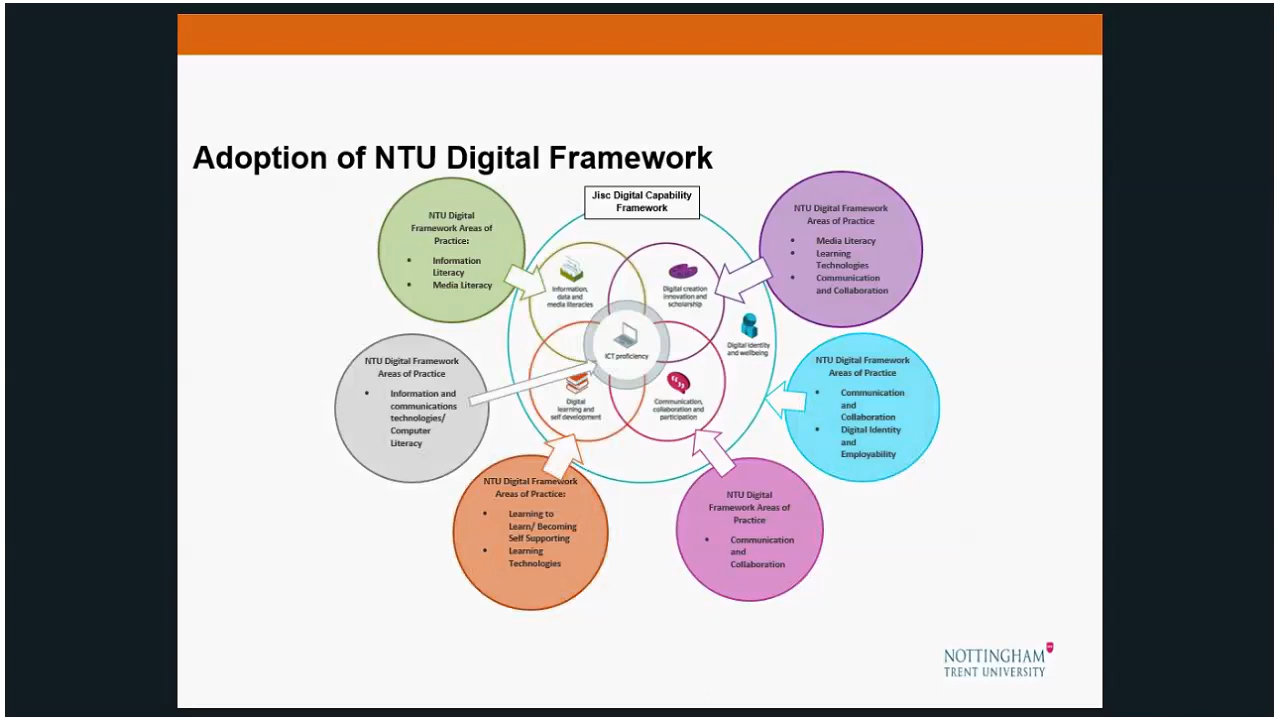 Adoption of NTU Digital Framework
Jisc Digital Capability
Framework
NTU Digital
Framework Areas of
Practice:
• Information
Literacy
• Media Literacy
NTU Digital Framework
Areas of Practice
• Media Literacy
• Learning
Technologies
• Communication
and Collaboration
Information,
data and
media literacies
Digital creation
innovation and
scholarship
ICT proficiency
Digital identity
and wellbeing
Digital
learning and
self development
Communication,
collaboration and
participation
NTU Digital Framework
Areas of Practice
• Information and
communications
technologies/
Computer
Literacy
NTU Digital Framework
Areas of Practice
• Communication
and
Collaboration
• Digital Identity
and
Employability
NTU Digital Framework
Areas of Practice:
• Learning to
Learn/ Becoming
Self Supporting
• Learning
Technologies
NTU Digital
Framework Areas of
Practice
• Communication
and
Collaboration
NOTTINGHAM
TRENT UNIVERSITY